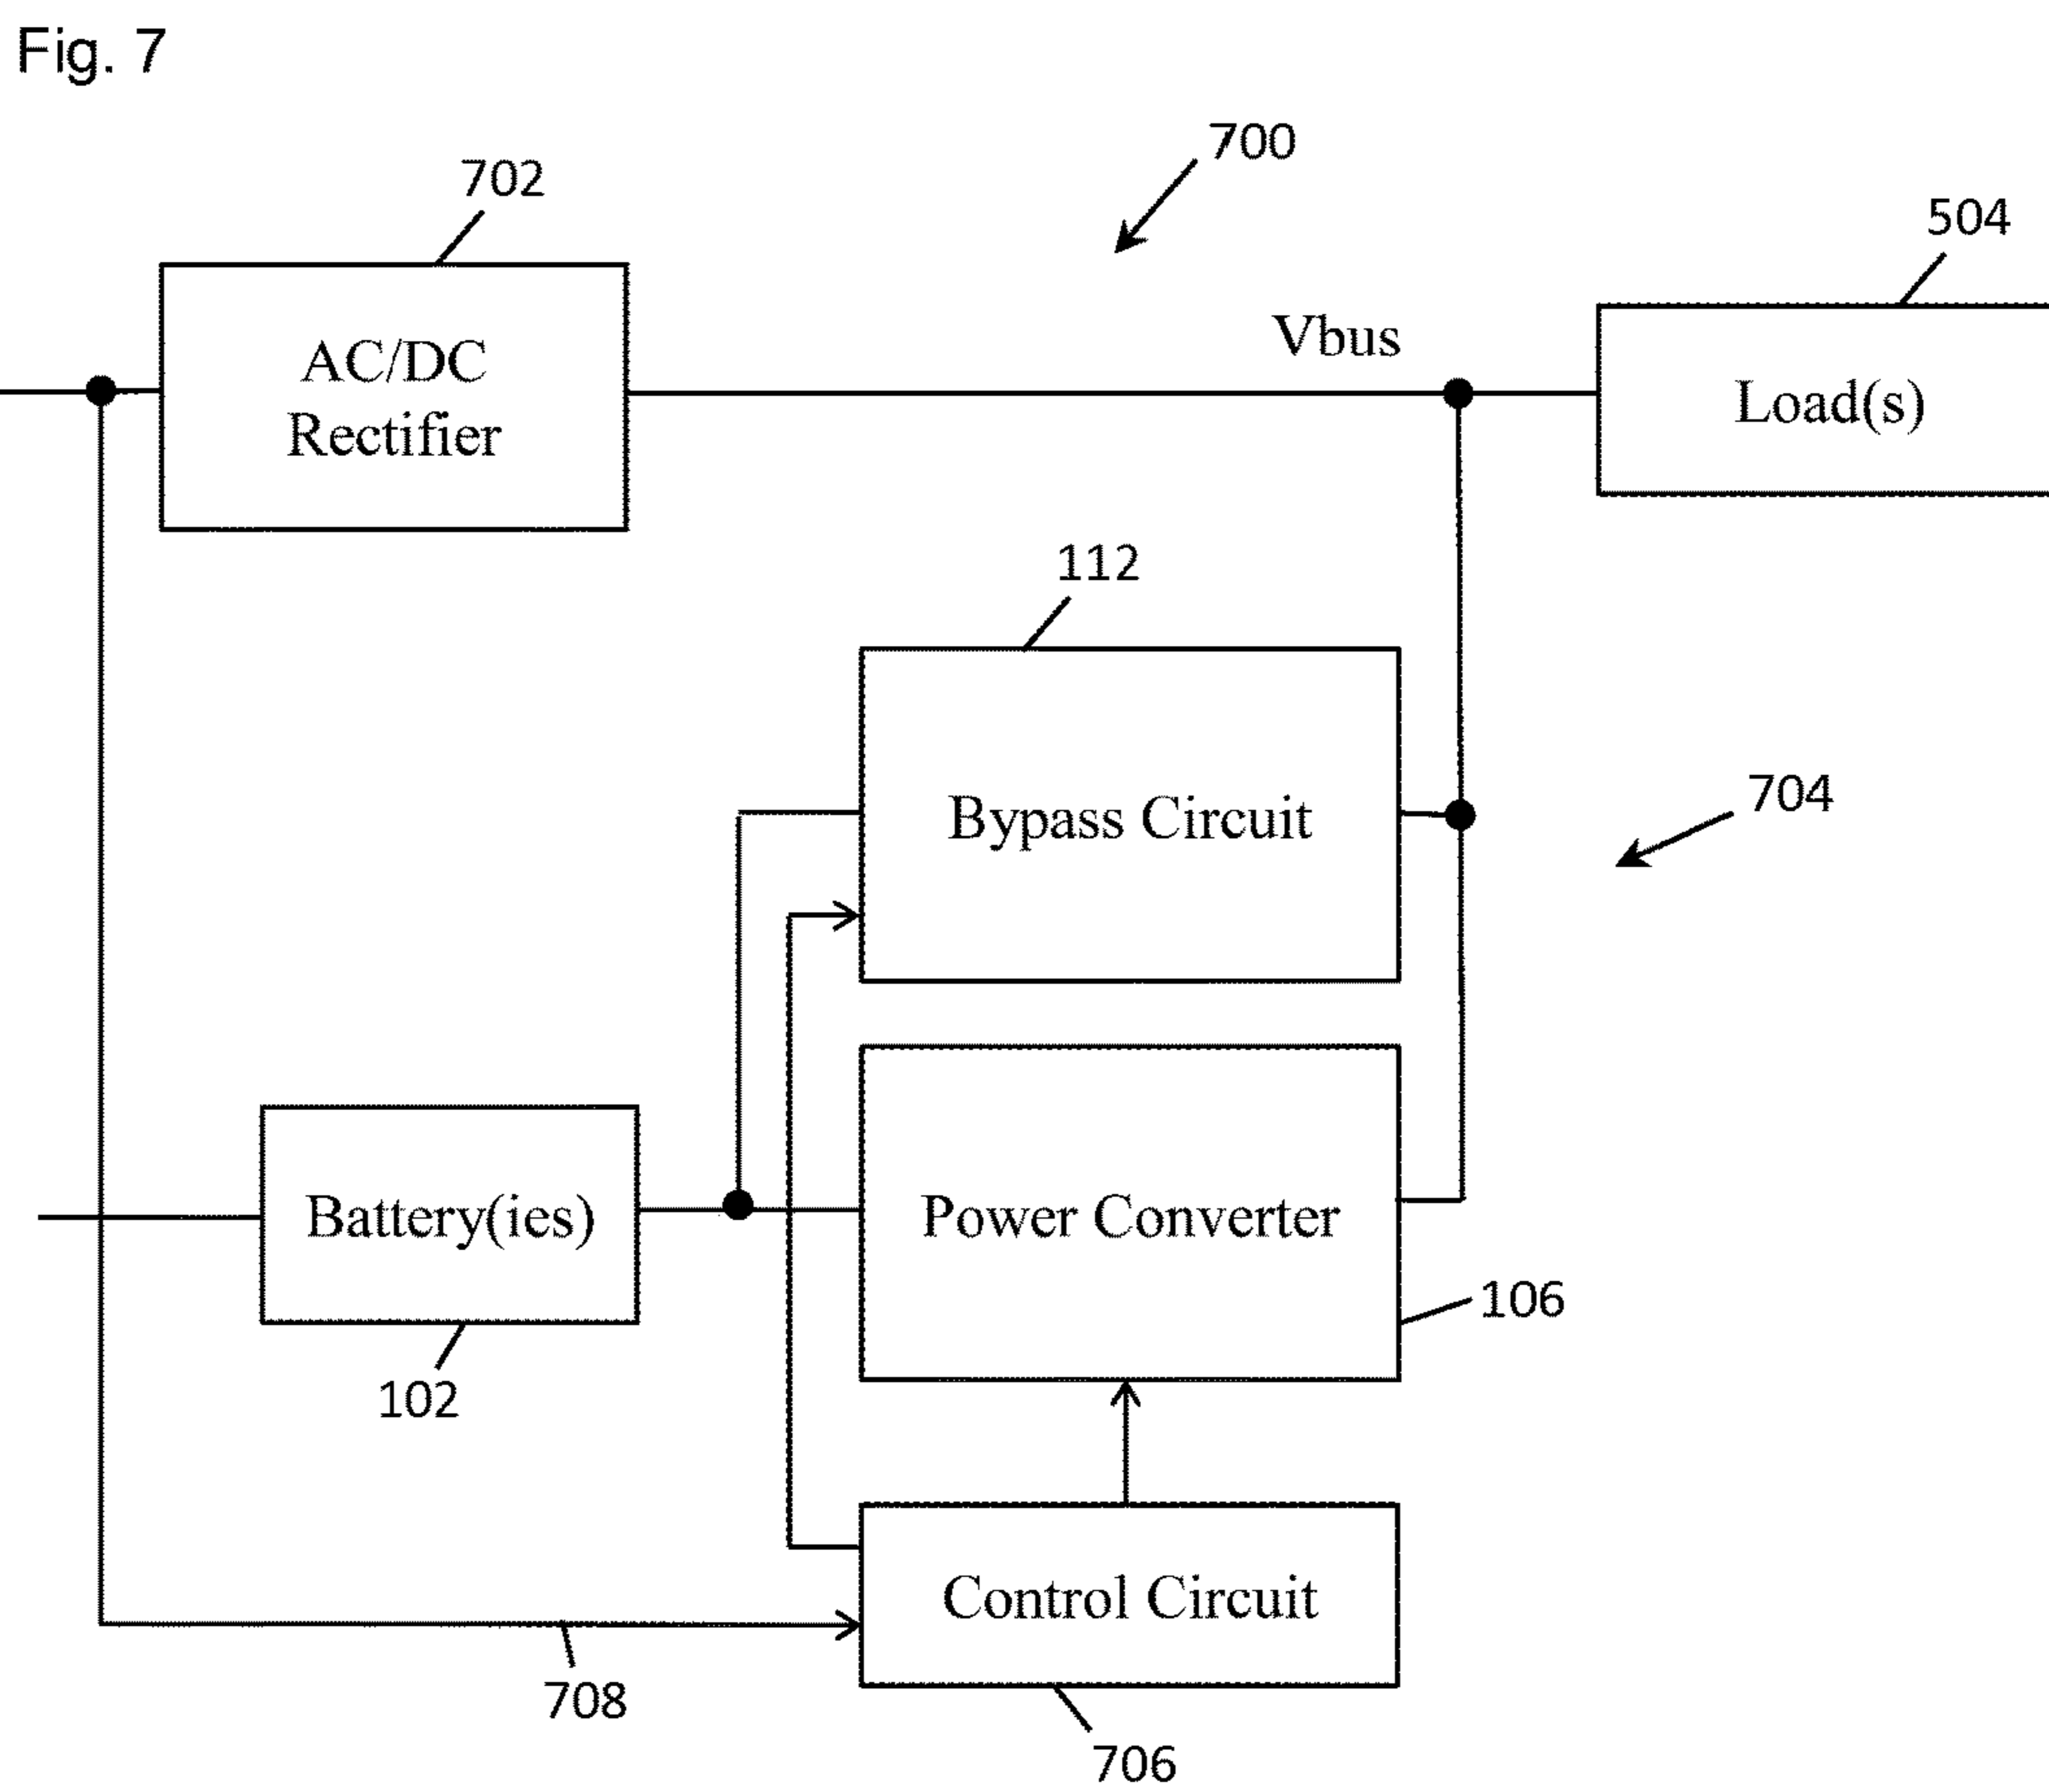 Fig. 7
700
702
504
Vbus
AC/DC
Rectifier
Load(s)
112
704
Bypass Circuit
Battery(ies)
Power Converter
106
102
Control Circuit
708
706